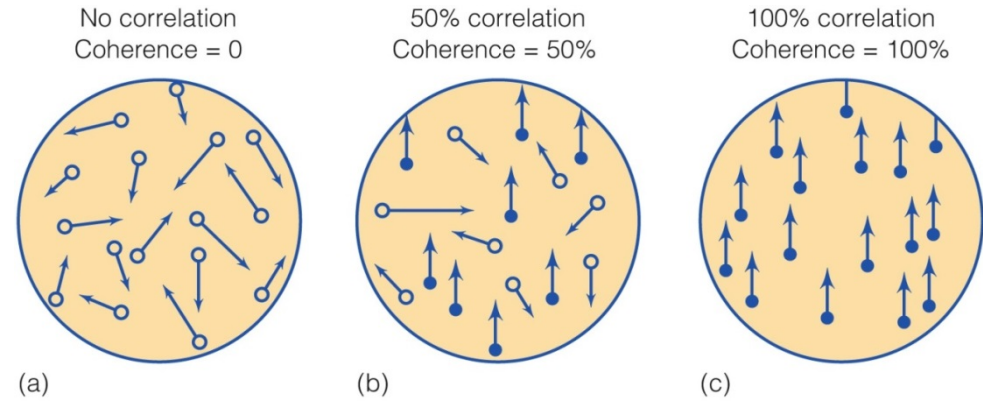 No correlation
Coherence = 0
50% correlation
Coherence = 50%
100% correlation
Coherence = 100%
(a)
(b)
(c)